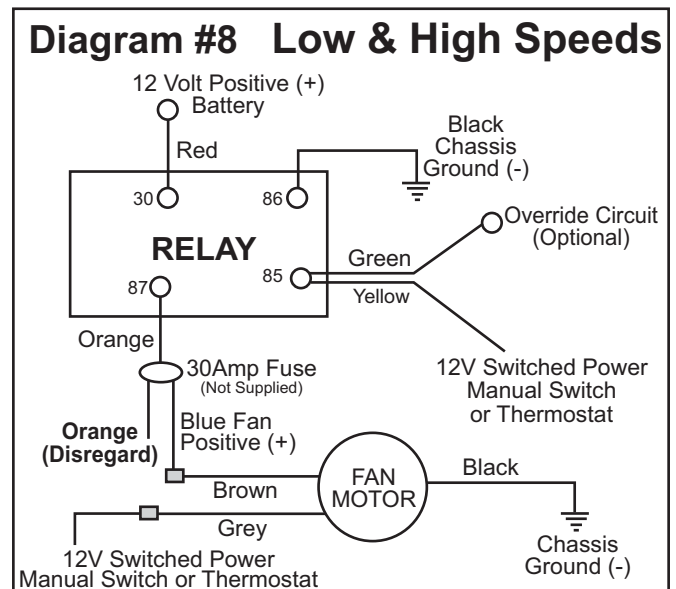 Diagram #8 Low & High Speeds
12 Volt Positive (+)
Battery
Red
Black
Chassis
Ground (-)
30
86
Override Circuit
(Optional)
RELAY
Green
85
Yellow
87
Orange
12V Switched Power
Manual Switch
or Thermostat
30Amp Fuse
(Not Supplied)
Orange
(Disregard)
Blue Fan
Positive (+)
FAN
MOTOR
Black
Brown
Grey
Chassis
Ground (-)
12V Switched Power
Manual Switch or Thermostat